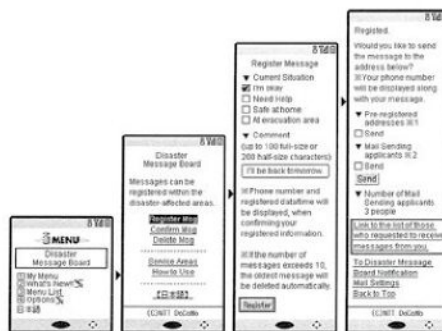 MENU
Disaster
Message Board
My Menu
What's New!
Menu List
Options
日本語
Disaster
Message Board
Messages can be
registered within the
disaster-affected areas.
Register Msg
Confirm Msg
Delete Msg
Service Areas
How to Use
[日本語]
(C)NTT DoCoMo
Register Message
▼ Current Situation
I'm okay
Need Help
Safe at home
At evacuation area
▼ Comment
(up to 100 full-size or
200 half-size characters)
I'll be back tomorrow.
※Phone number and
registered date/time will
be displayed, when
confirming your
registered information.
※If the number of
messages exceeds 10,
the oldest message will
be deleted automatically.
Register
Registed.
Would you like to send
the message to the
address below?
※Your phone number
will be displayed along
with your message.
▼ Pre-registered
addresses ※1
Send
▼ Mail Sending
applicants ※2
Send
Send
▼ Number of Mail
Sending applicants
3 people
Link to the list of those
who requested to receive
messages from you.
To Disaster Message
Board Notification
Mail Settings
Back to Top
(C)NTT DoCoMo